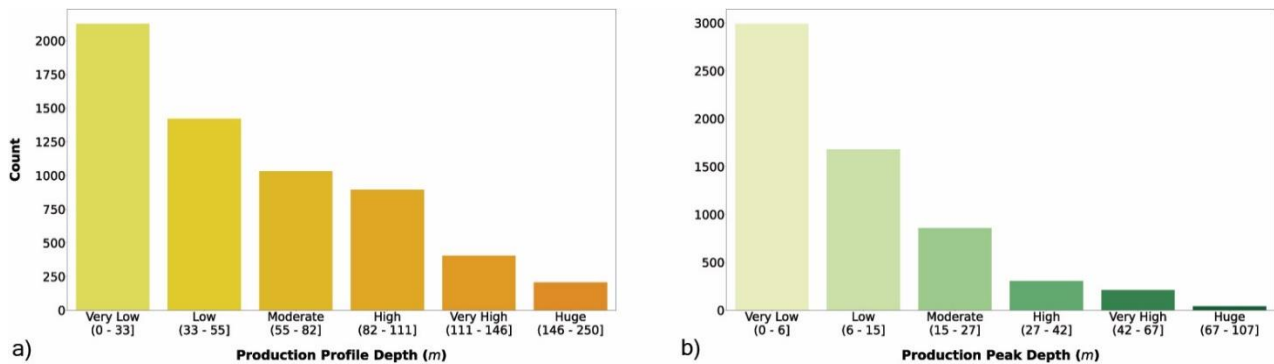 2000
1750
1500
1250
1000
750
500
250
0
Count
Very Low Low Moderate High Very High Huge
(0 - 33] (33 - 55] (55 - 82] (82 - 111] (111 - 146] (146 - 250]
Production Profile Depth (m)
a)
3000
2500
2000
1500
1000
500
0
Very Low Low Moderate High Very High Huge
(0 - 6] (6 - 15] (15 - 27] (27 - 42] (42 - 67] (67 - 107]
Production Peak Depth (m)
b)